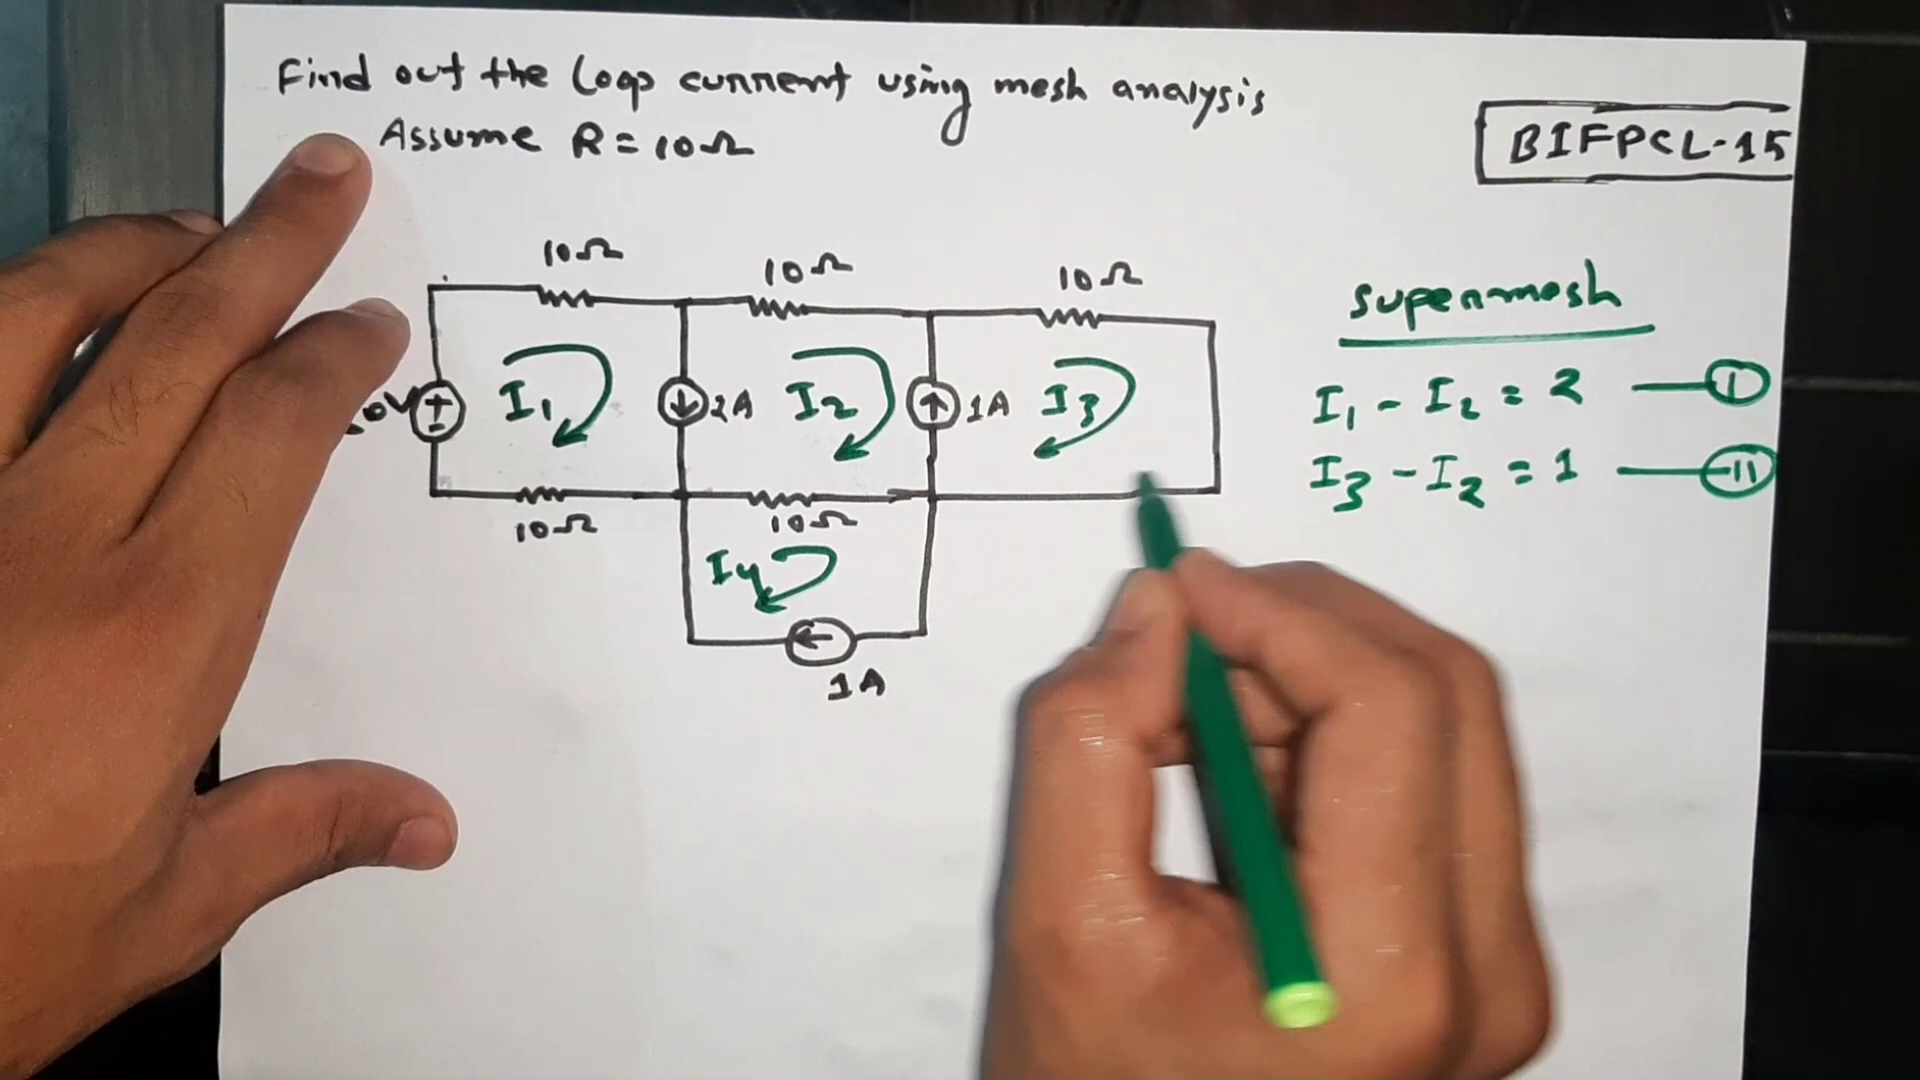 Find out the Loop current using mesh analysis
Assume R = 10Ω
BIFPCL-15
10Ω
10Ω
10Ω
supermesh
I1 - I2 = 2 — I
I3 - I2 = 1 — II
I1
2A
I2
1A
I3
10Ω
10Ω
I4
1A